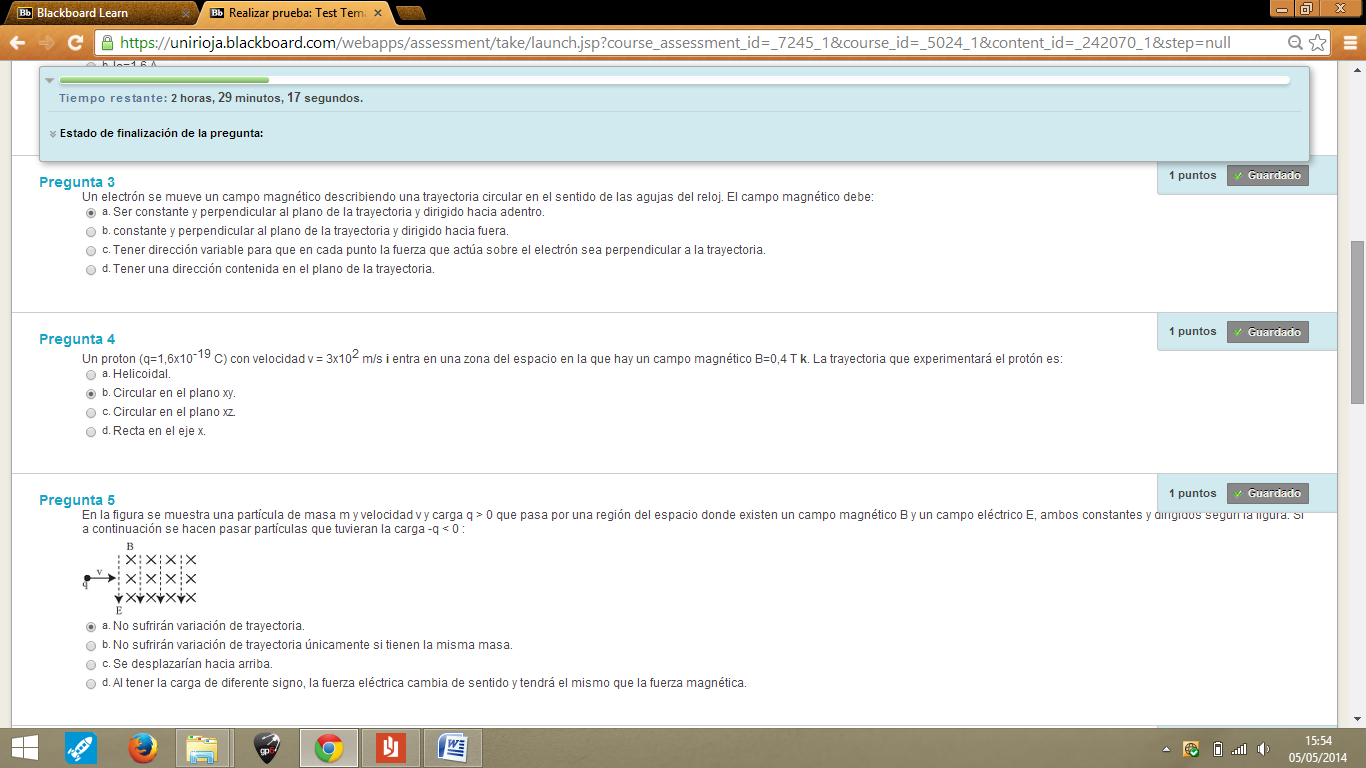 Blackboard Learn
Realizar prueba: Test Tem
https://unirioja.blackboard.com/webapps/assessment/take/launch.jsp?course_assessment_id=_7245_1&course_id=_5024_1&content_id=_242070_1&step=null
b. Io=1,6 A
Tiempo restante: 2 horas, 29 minutos, 17 segundos.
Estado de finalización de la pregunta:
1 puntos Guardado
Pregunta 3
Un electrón se mueve un campo magnético describiendo una trayectoria circular en el sentido de las agujas del reloj. El campo magnético debe:
a. Ser constante y perpendicular al plano de la trayectoria y dirigido hacia adentro.
b. constante y perpendicular al plano de la trayectoria y dirigido hacia fuera.
c. Tener dirección variable para que en cada punto la fuerza que actúa sobre el electrón sea perpendicular a la trayectoria.
d. Tener una dirección contenida en el plano de la trayectoria.
1 puntos Guardado
Pregunta 4
Un proton (q=1,6x10-19 C) con velocidad v = 3x102 m/s i entra en una zona del espacio en la que hay un campo magnético B=0,4 T k. La trayectoria que experimentará el protón es:
a. Helicoidal.
b. Circular en el plano xy.
c. Circular en el plano xz.
d. Recta en el eje x.
1 puntos Guardado
Pregunta 5
En la figura se muestra una partícula de masa m y velocidad v y carga q > 0 que pasa por una región del espacio donde existen un campo magnético B y un campo eléctrico E, ambos constantes y dirigidos según la figura. Si
a continuación se hacen pasar partículas que tuvieran la carga -q < 0 :
B
v
q
E
a. No sufrirán variación de trayectoria.
b. No sufrirán variación de trayectoria únicamente si tienen la misma masa.
c. Se desplazarían hacia arriba.
d. Al tener la carga de diferente signo, la fuerza eléctrica cambia de sentido y tendrá el mismo que la fuerza magnética.
15:54
05/05/2014